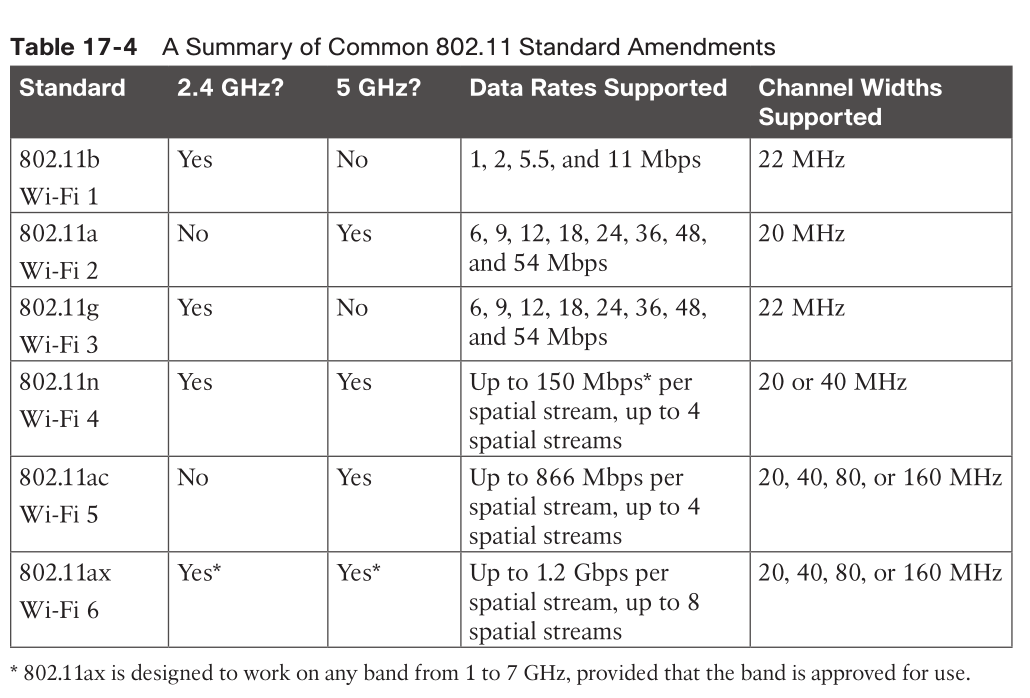 Table 17-4 A Summary of Common 802.11 Standard Amendments
Standard 2.4 GHz? 5 GHz? Data Rates Supported Channel Widths Supported
802.11b Yes No 1, 2, 5.5, and 11 Mbps 22 MHz
Wi-Fi 1
802.11a No Yes 6, 9, 12, 18, 24, 36, 48, 20 MHz
Wi-Fi 2 and 54 Mbps
802.11g Yes No 6, 9, 12, 18, 24, 36, 48, 22 MHz
Wi-Fi 3 and 54 Mbps
802.11n Yes Yes Up to 150 Mbps* per 20 or 40 MHz
Wi-Fi 4 spatial stream, up to 4
spatial streams
802.11ac No Yes Up to 866 Mbps per 20, 40, 80, or 160 MHz
Wi-Fi 5 spatial stream, up to 4
spatial streams
802.11ax Yes* Yes* Up to 1.2 Gbps per 20, 40, 80, or 160 MHz
Wi-Fi 6 spatial stream, up to 8
spatial streams
* 802.11ax is designed to work on any band from 1 to 7 GHz, provided that the band is approved for use.